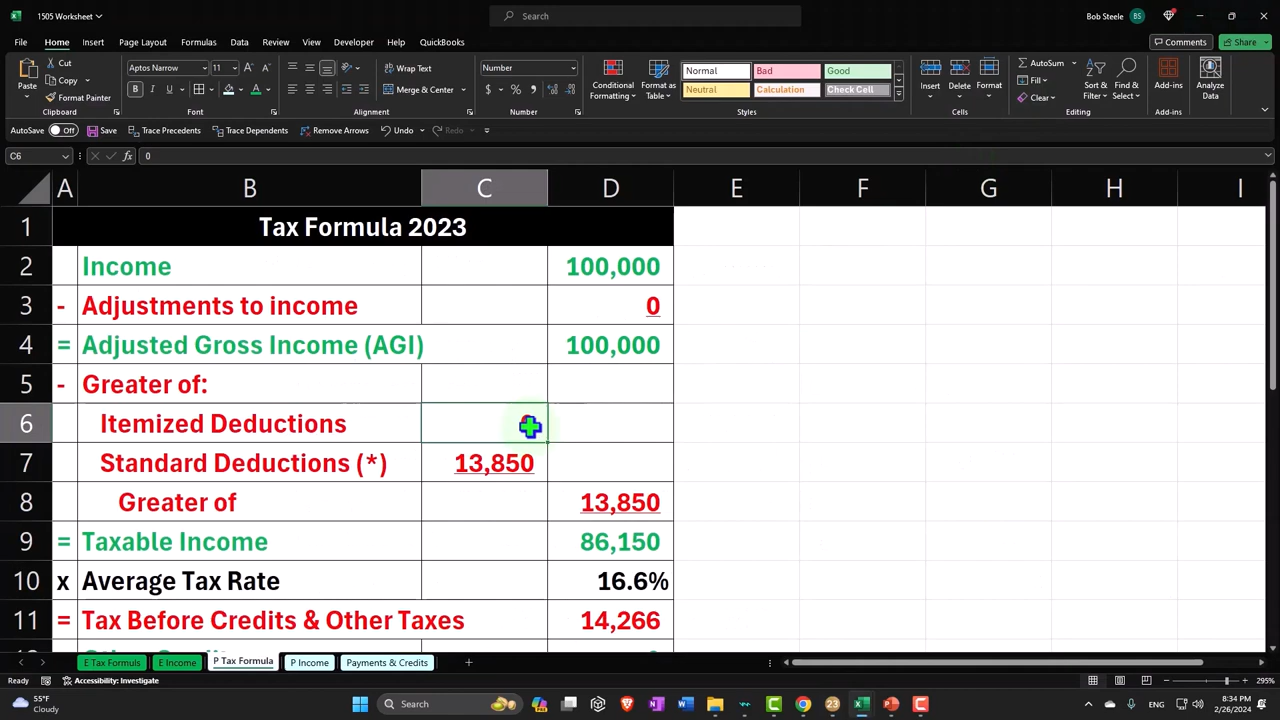 1505 Worksheet
Search
Bob Steele
BS
File
Home
Insert
Page Layout
Formulas
Data
Review
View
Developer
Help
QuickBooks
Comments
Share
Paste
Cut
Copy
Format Painter
Clipboard
Aptos Narrow
11
B I U
Font
Wrap Text
Merge & Center
Alignment
Number
$ % 9
Number
Conditional Formatting
Format as Table
Normal
Bad
Good
Neutral
Calculation
Check Cell
Styles
Insert
Delete
Format
Cells
AutoSum
Fill
Clear
Sort & Filter
Find & Select
Editing
Add-ins
Add-ins
Analyze Data
AutoSave Off
Save
Trace Precedents
Trace Dependents
Remove Arrows
Undo
Redo
C6
fx
0
A B C D E F G H I
1 Tax Formula 2023
2 Income 100,000
3 - Adjustments to income 0
4 = Adjusted Gross Income (AGI) 100,000
5 - Greater of:
6 Itemized Deductions
7 Standard Deductions (*) 13,850
8 Greater of 13,850
9 = Taxable Income 86,150
10 x Average Tax Rate 16.6%
11 = Tax Before Credits & Other Taxes 14,266
E Tax Formuls
E Income
P Tax Formula
P Income
Payments & Credits
Ready
Accessibility: Investigate
295%
55°F
Cloudy
Search
8:34 PM
2/26/2024